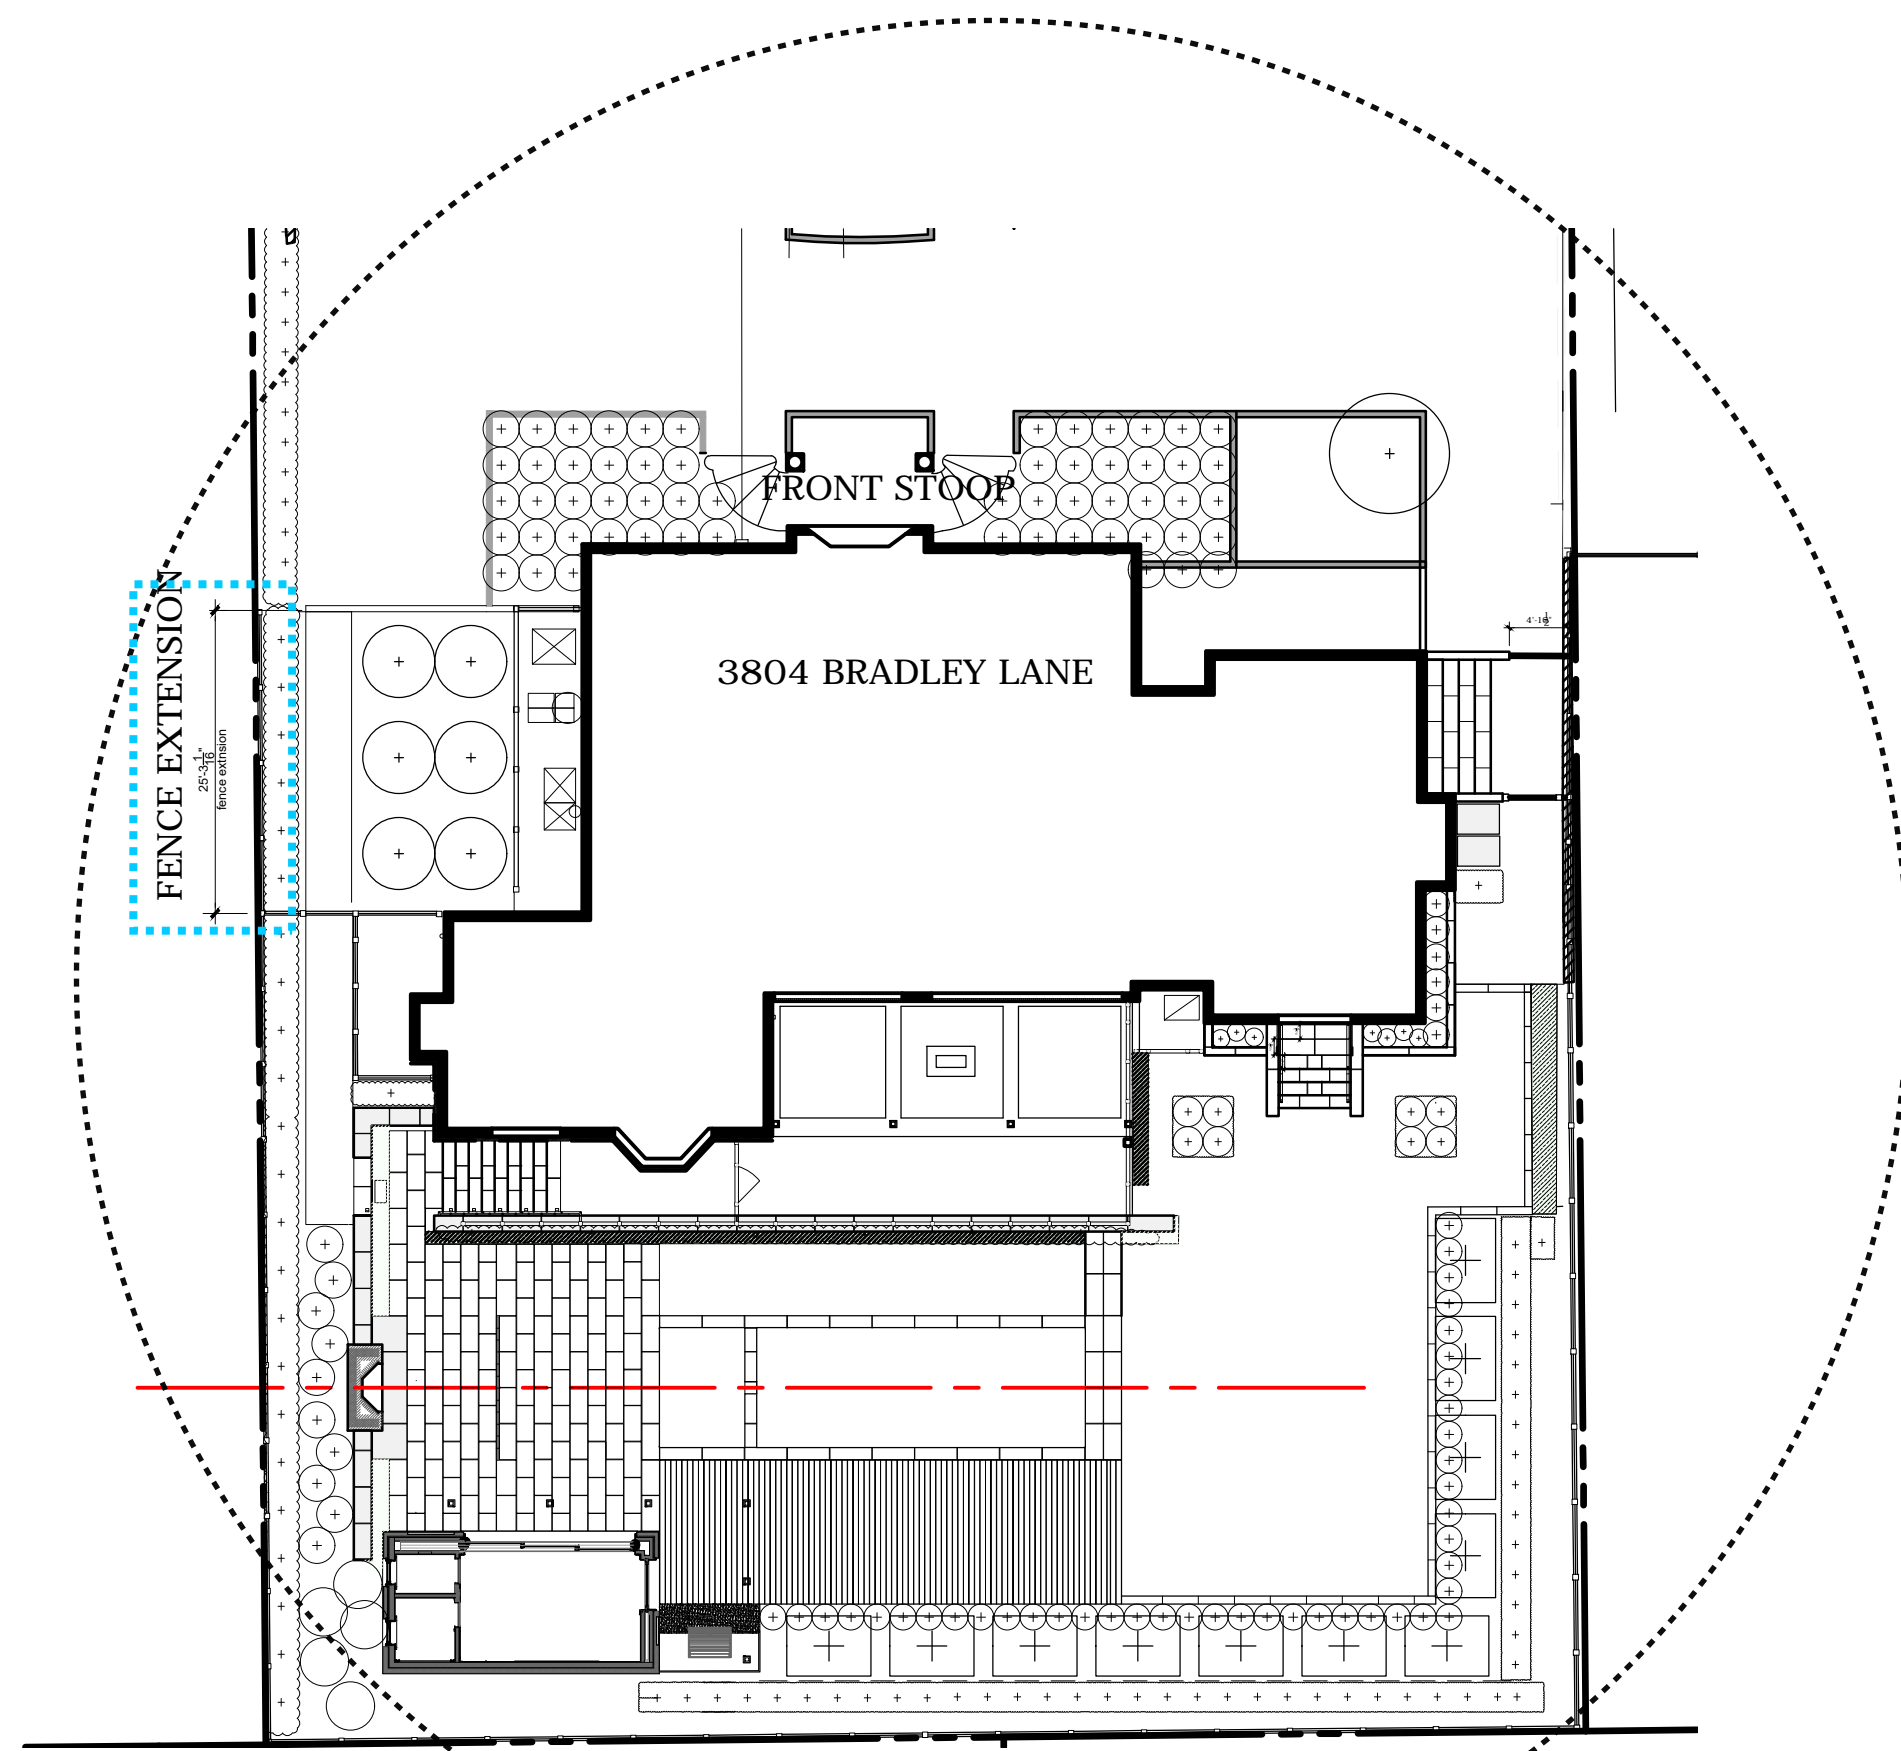 FRONT STOOP
3804 BRADLEY LANE
FENCE EXTENSION
25'-3 1/16"
fence extnsion